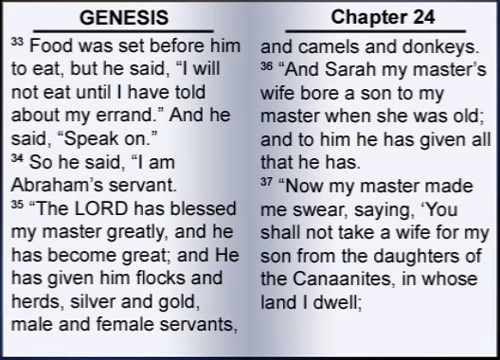 GENESIS
³³ Food was set before him
to eat, but he said, “I will
not eat until I have told
about my errand.” And he
said, “Speak on.”
³⁴ So he said, “I am
Abraham’s servant.
³⁵ “The LORD has blessed
my master greatly, and he
has become great; and He
has given him flocks and
herds, silver and gold,
male and female servants,
Chapter 24
and camels and donkeys.
³⁶ “And Sarah my master’s
wife bore a son to my
master when she was old;
and to him he has given all
that he has.
³⁷ “Now my master made
me swear, saying, ‘You
shall not take a wife for my
son from the daughters of
the Canaanites, in whose
land I dwell;